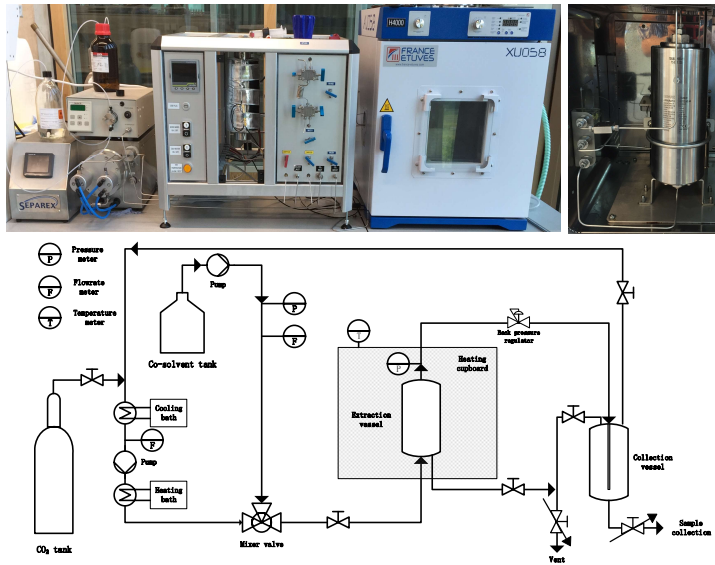 H4000
FRANCE
ETUVES
XU058
SEPAREX
Pressure
meter
P
Flowrate
meter
F
Temperature
meter
T
Pump
P
F
Co-solvent tank
T
P
Heating
cupboard
Back pressure
regulator
Extraction
vessel
Cooling
bath
F
Pump
Heating
bath
Collection
vessel
CO₂ tank
Mixer valve
Vent
Sample
collection